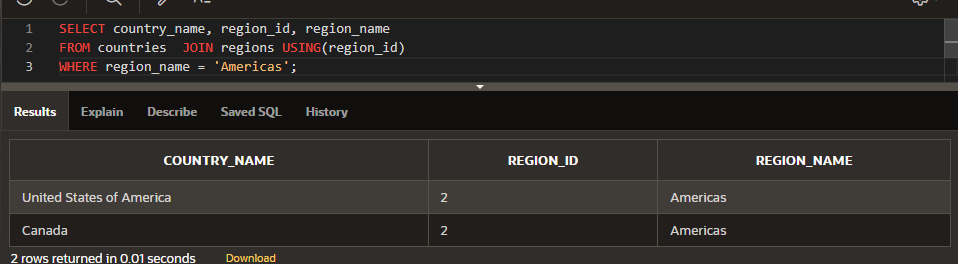 1 SELECT country_name, region_id, region_name
2 FROM countries  JOIN regions USING(region_id)
3 WHERE region_name = 'Americas';
Results Explain Describe Saved SQL History
COUNTRY_NAME REGION_ID REGION_NAME
United States of America 2 Americas
Canada 2 Americas
2 rows returned in 0.01 seconds Download